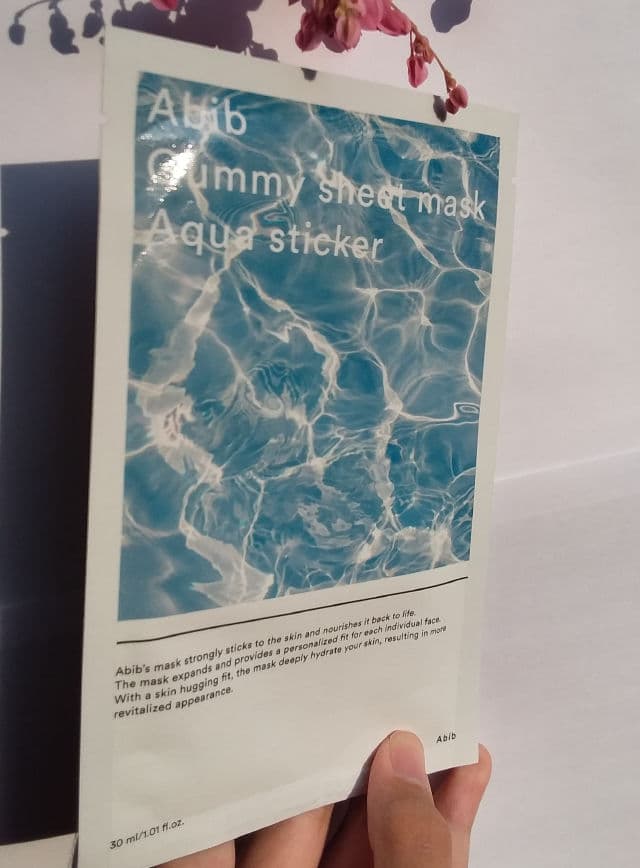 Abib
Gummy sheet mask
Aqua sticker
Abib's mask strongly sticks to the skin and nourishes it back to life.
The mask expands and provides a personalized fit for each individual face.
With a skin hugging fit, the mask deeply hydrate your skin, resulting in more
revitalized appearance.
Abib
30 ml/1.01 fl.oz.